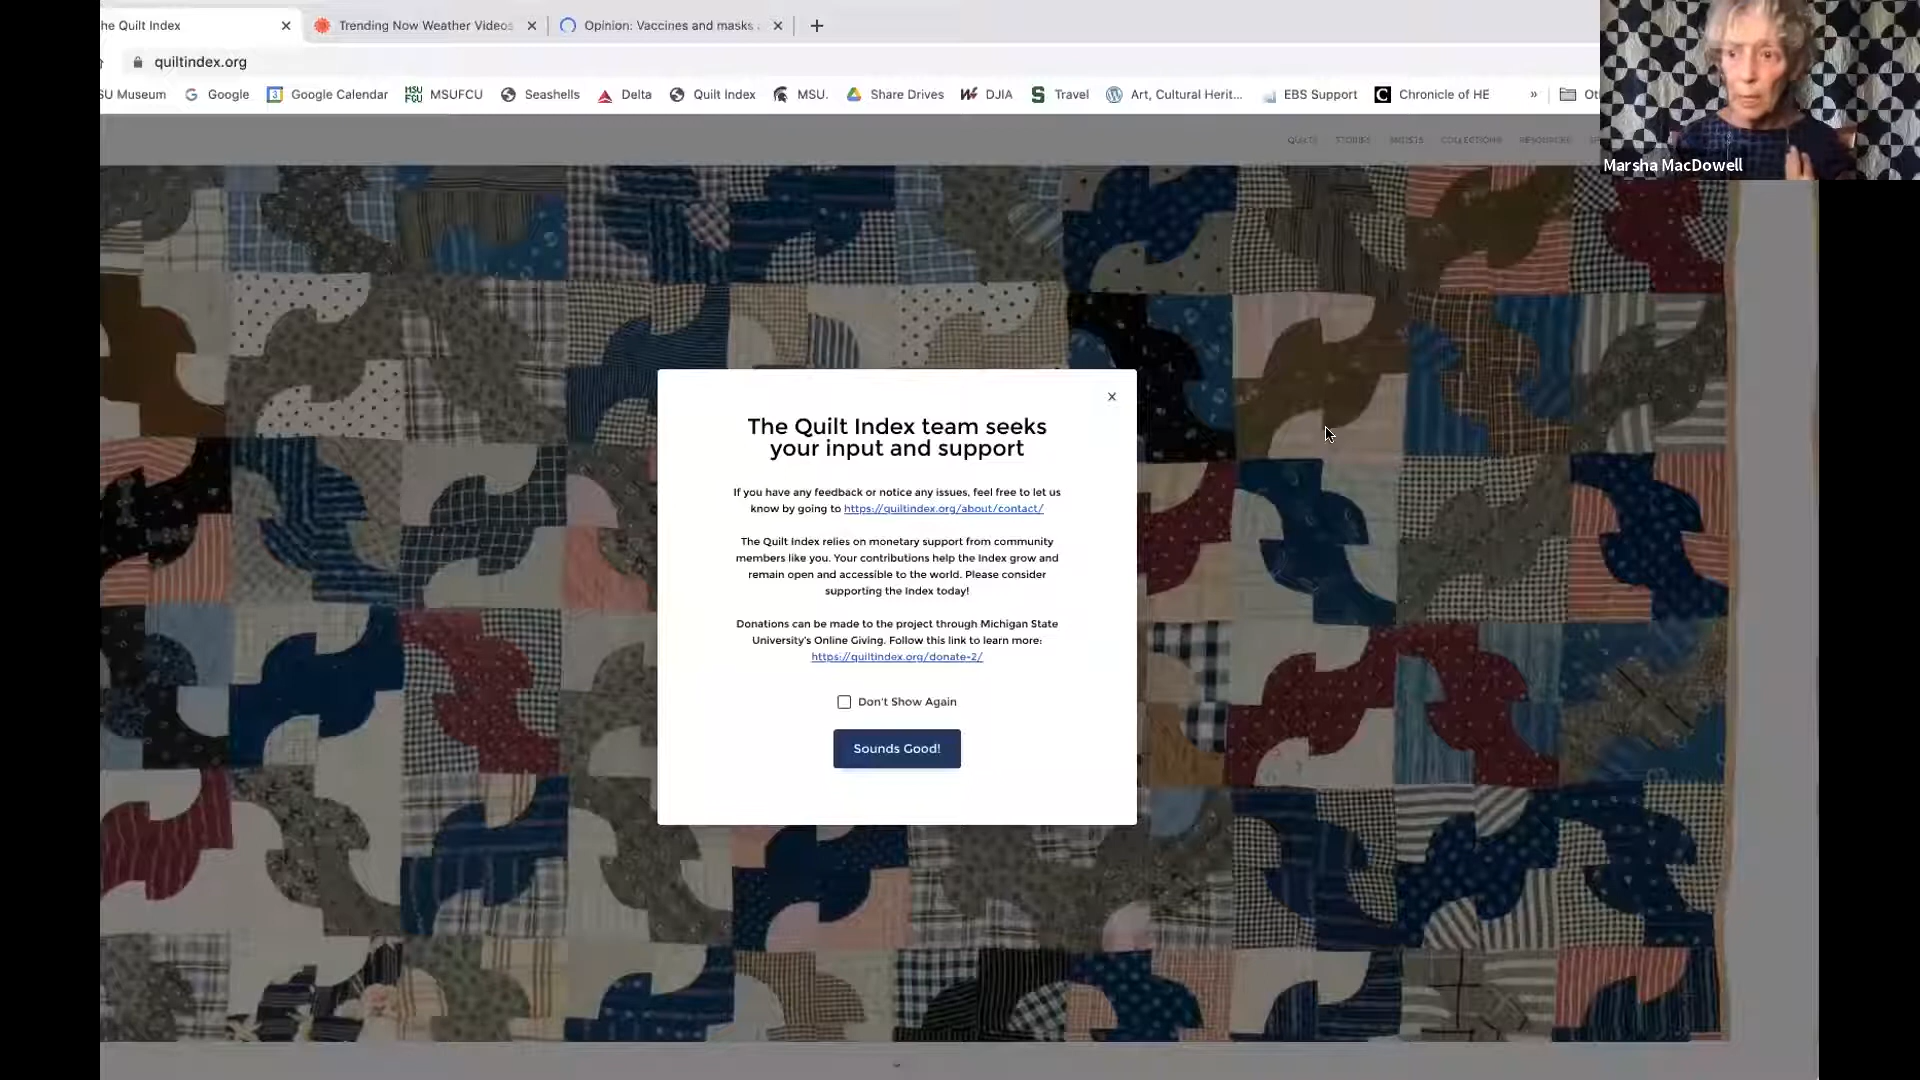 he Quilt Index
Trending Now Weather Videos
Opinion: Vaccines and masks
quiltindex.org
SU Museum
Google
Google Calendar
MSUFCU
Seashells
Delta
Quilt Index
MSU.
Share Drives
DJIA
Travel
Art, Cultural Herit...
EBS Support
Chronicle of HE
»
QUILTS STORIES ARTISTS COLLECTIONS RESOURCES
Marsha MacDowell
The Quilt Index team seeks
your input and support
If you have any feedback or notice any issues, feel free to let us
know by going to https://quiltindex.org/about/contact/
The Quilt Index relies on monetary support from community
members like you. Your contributions help the Index grow and
remain open and accessible to the world. Please consider
supporting the Index today!
Donations can be made to the project through Michigan State
University's Online Giving. Follow this link to learn more:
https://quiltindex.org/donate-2/
Don't Show Again
Sounds Good!